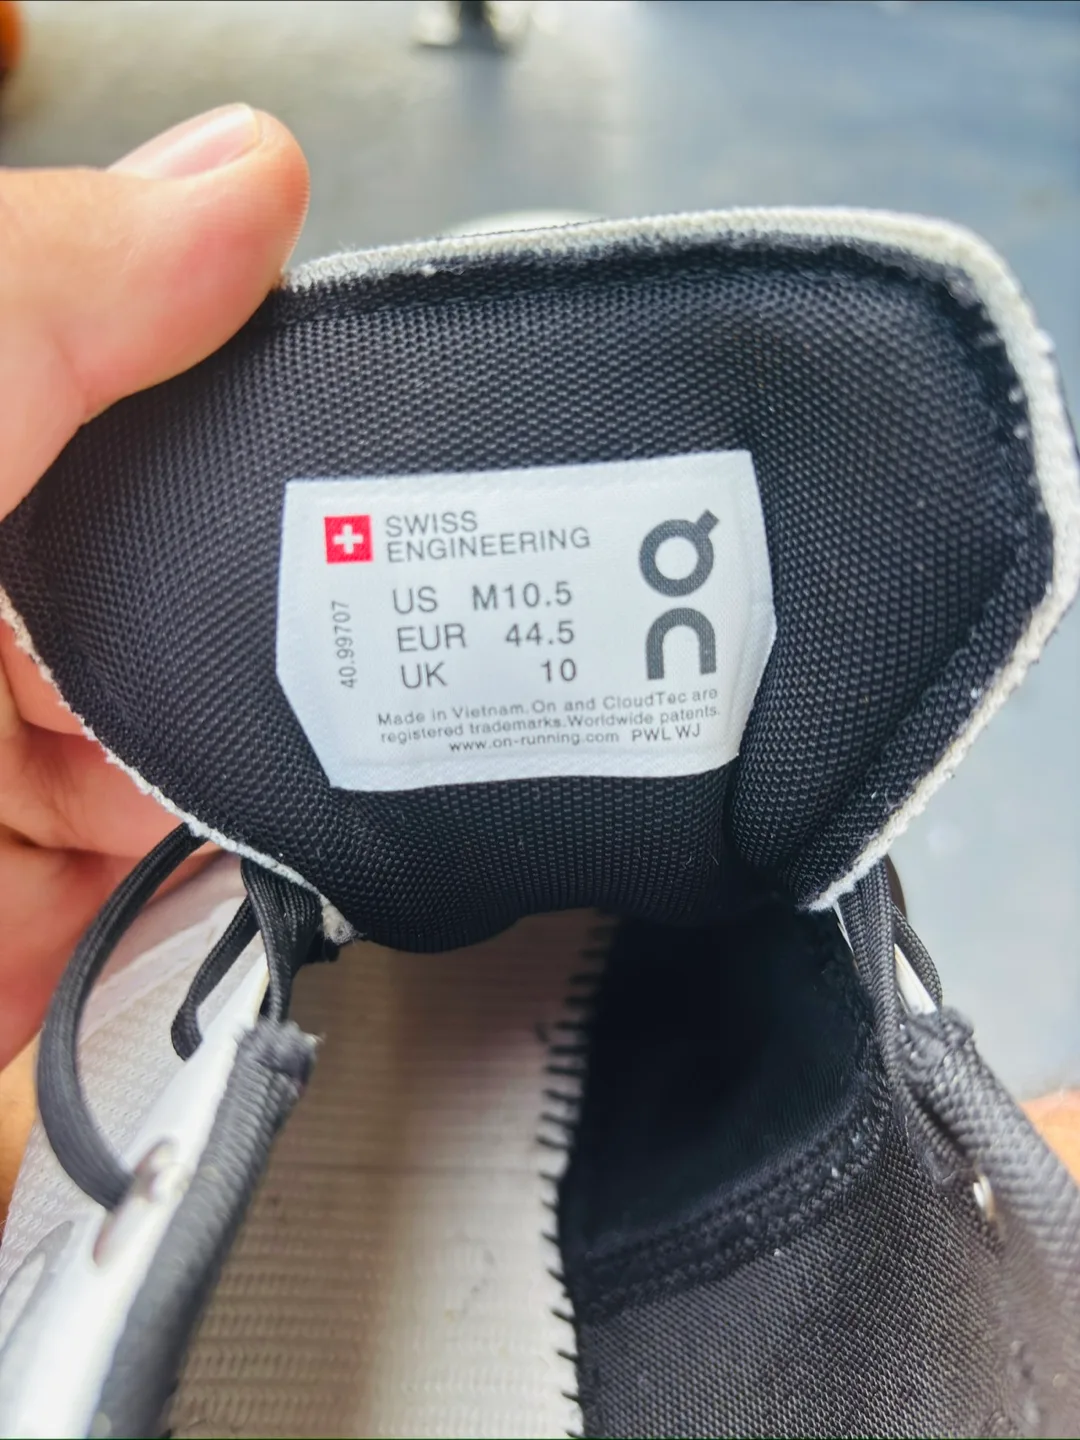 SWISS
ENGINEERING
US M10.5
EUR 44.5
UK 10
40.99707
Made in Vietnam.On and CloudTec are
registered trademarks.Worldwide patents.
www.on-running.com PWL WJ
On